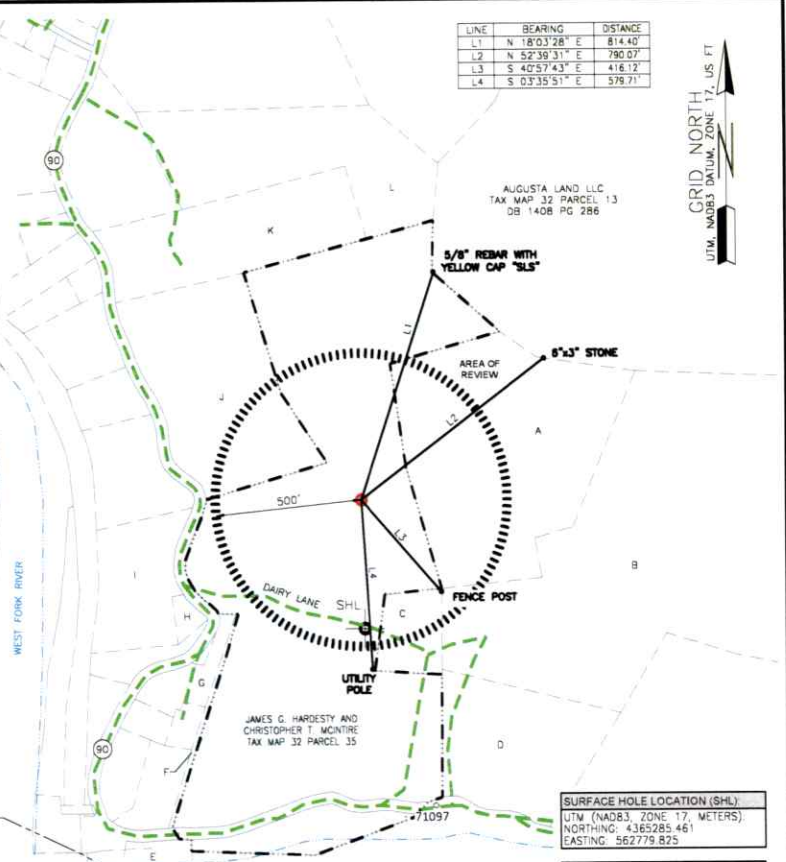 LINE BEARING DISTANCE
L1 N 18°03'28" E 814.40'
L2 N 52°39'31" E 790.07'
L3 S 40°57'43" E 416.12'
L4 S 03°35'51" E 579.71'
GRID NORTH
UTM, NAD83 DATUM, ZONE 17, US FT
N
90
L
AUGUSTA LAND LLC
TAX MAP 32 PARCEL 13
DB 1408 PG 286
K
5/8" REBAR WITH
YELLOW CAP "SLS"
L1
6"x3" STONE
AREA OF
REVIEW
J
L2
A
500'
L3
B
WEST FORK RIVER
I
L4
DAIRY LANE
SHL
FENCE POST
C
H
UTILITY
POLE
G
JAMES G. HARDESTY AND
CHRISTOPHER T. MCINTIRE
TAX MAP 32 PARCEL 35
D
90
F
71097
E
SURFACE HOLE LOCATION (SHL):
UTM (NAD83, ZONE 17, METERS):
NORTHING: 4365285.461
EASTING: 562779.825